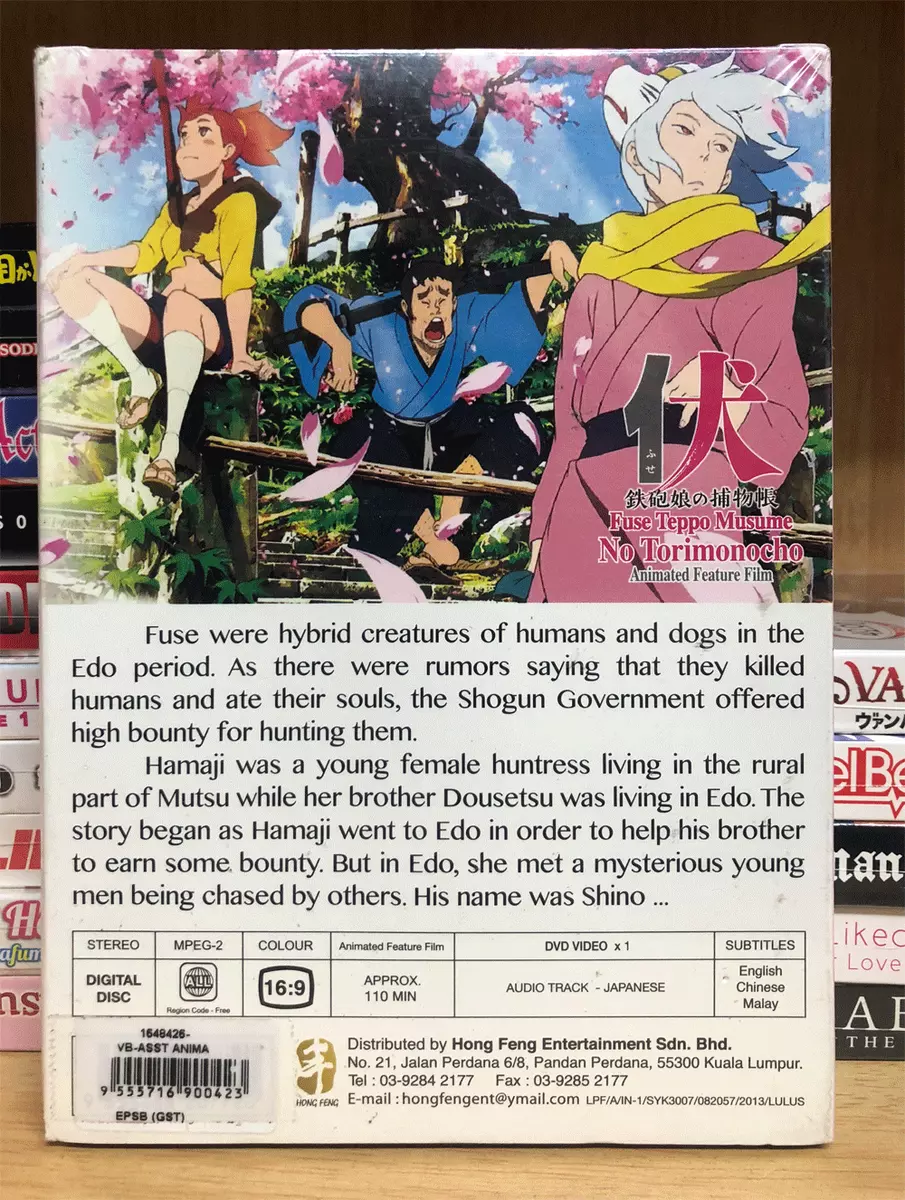 伏
ふせ
鉄砲娘の捕物帳
Fuse Teppo Musume
No Torimonocho
Animated Feature Film
Fuse were hybrid creatures of humans and dogs in the
Edo period. As there were rumors saying that they killed
humans and ate their souls, the Shogun Government offered
high bounty for hunting them.
Hamaji was a young female huntress living in the rural
part of Mutsu while her brother Dousetsu was living in Edo. The
story began as Hamaji went to Edo in order to help his brother
to earn some bounty. But in Edo, she met a mysterious young
men being chased by others. His name was Shino ...
STEREO MPEG-2 COLOUR Animated Feature Film DVD VIDEO x 1 SUBTITLES
DIGITAL DISC ALL Region Code - Free 16:9 APPROX. 110 MIN AUDIO TRACK - JAPANESE English Chinese Malay
1648426-
VB-ASST ANIMA
9 555716 900423
EPSB (GST)
HONG FENG
Distributed by Hong Feng Entertainment Sdn. Bhd.
No. 21, Jalan Perdana 6/8, Pandan Perdana, 55300 Kuala Lumpur.
Tel : 03-9284 2177 Fax : 03-9285 2177
E-mail : hongfengent@ymail.com LPF/A/IN-1/SYK3007/082057/2013/LULUS